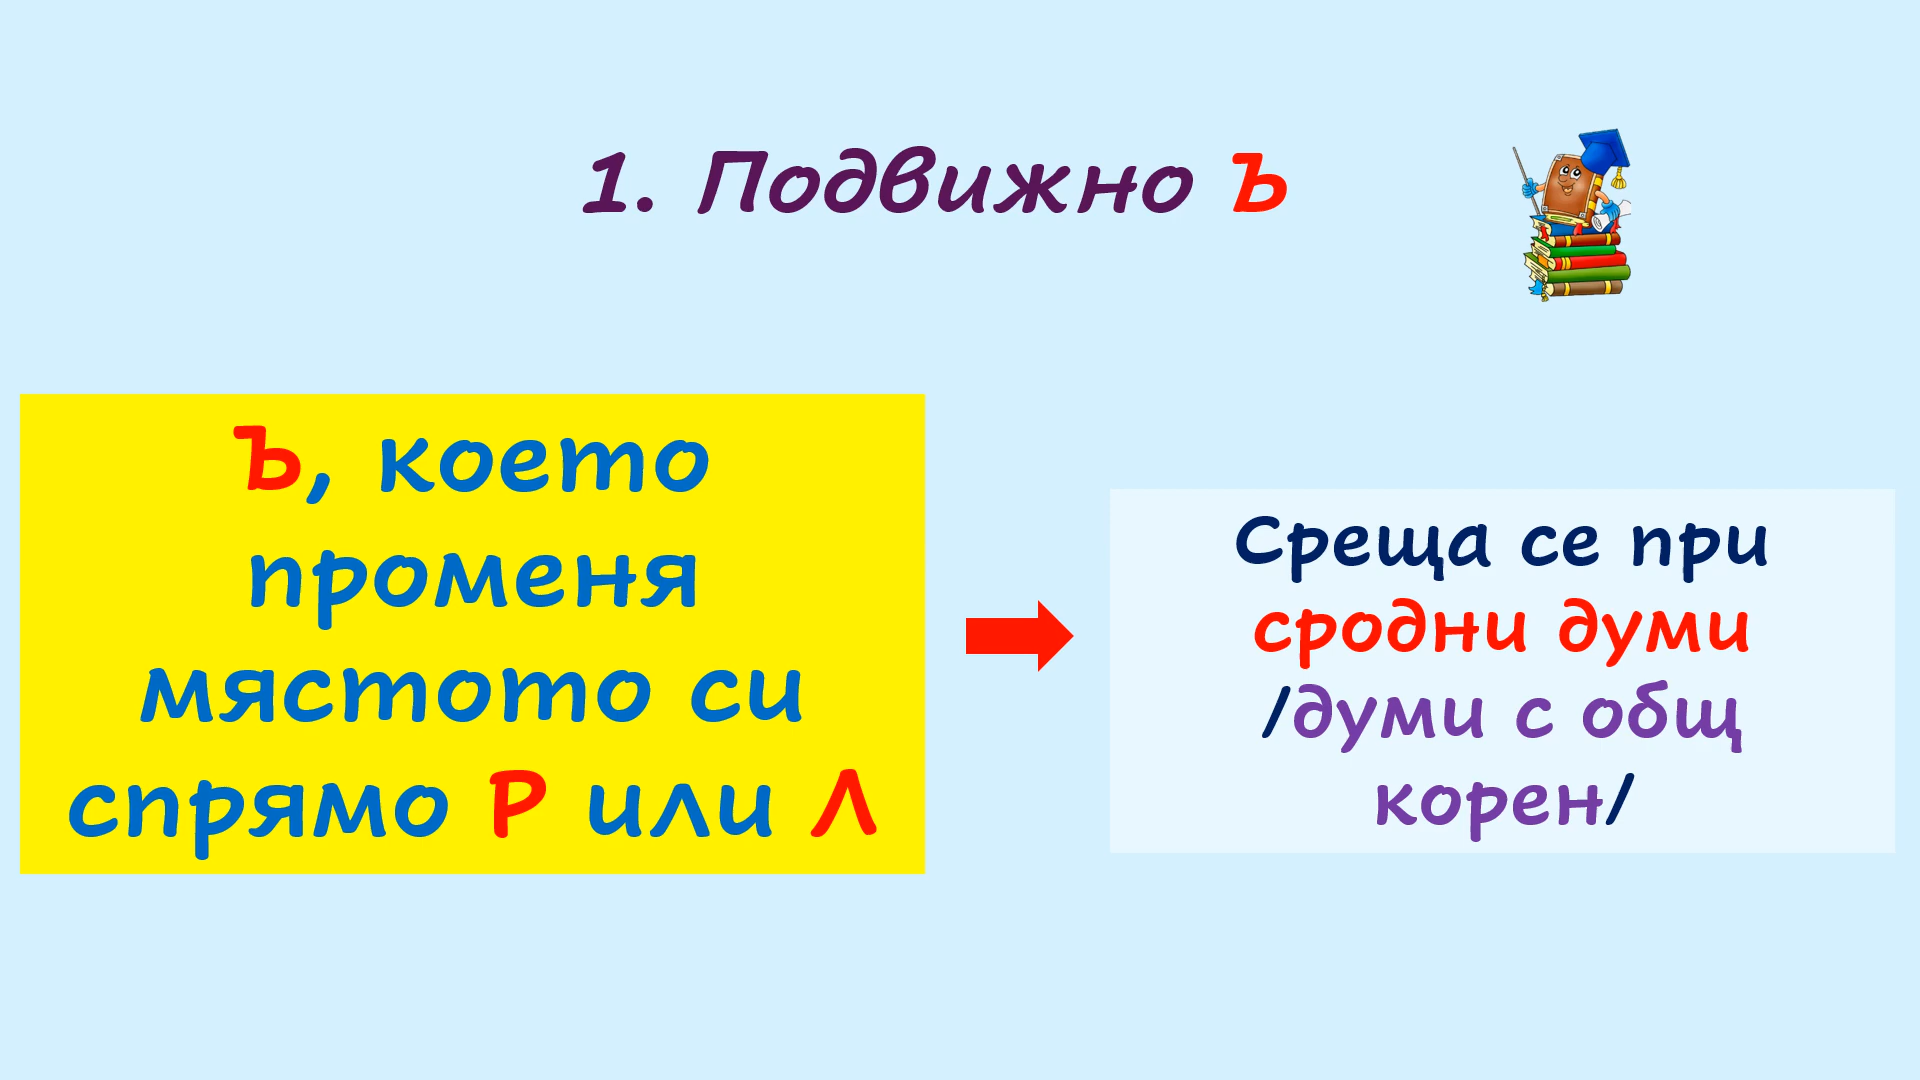 1. Подвижно Ъ
Ъ, което
променя
мястото си
спрямо Р или Л
Среща се при
сродни думи
/думи с общ
корен/